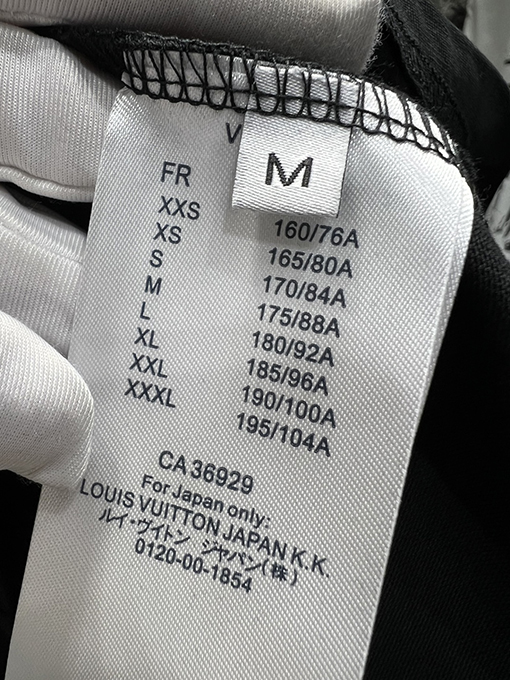 M
FR
XXS 160/76A
XS 165/80A
S 170/84A
M 175/88A
L 180/92A
XL 185/96A
XXL 190/100A
XXXL 195/104A
CA 36929
For Japan only:
LOUIS VUITTON JAPAN K.K.
ルイ・ヴィトン ジャパン(株)
0120-00-1854